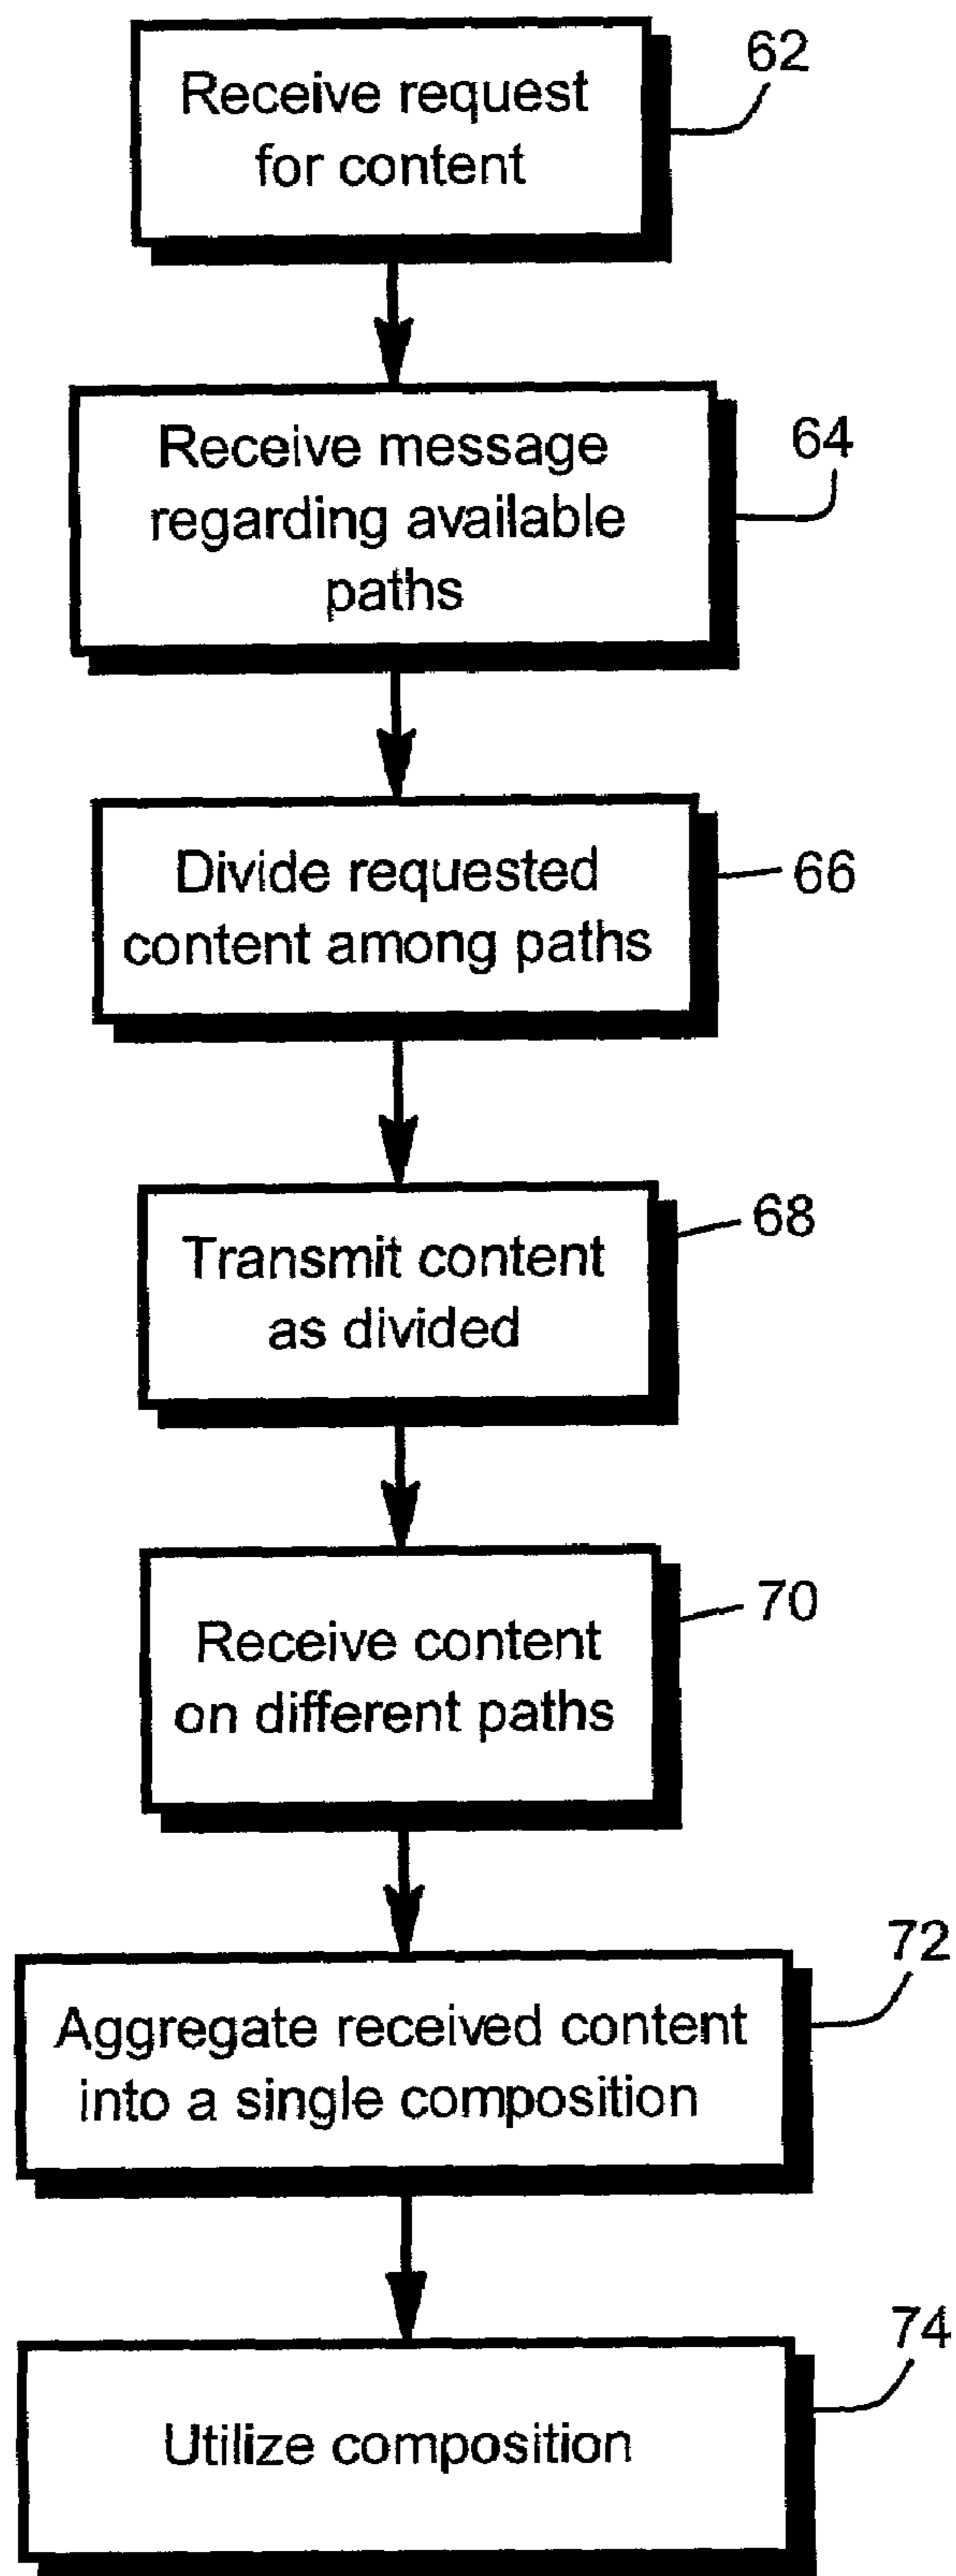 62
Receive request
for content
64
Receive message
regarding available
paths
66
Divide requested
content among paths
68
Transmit content
as divided
70
Receive content
on different paths
72
Aggregate received content
into a single composition
74
Utilize composition